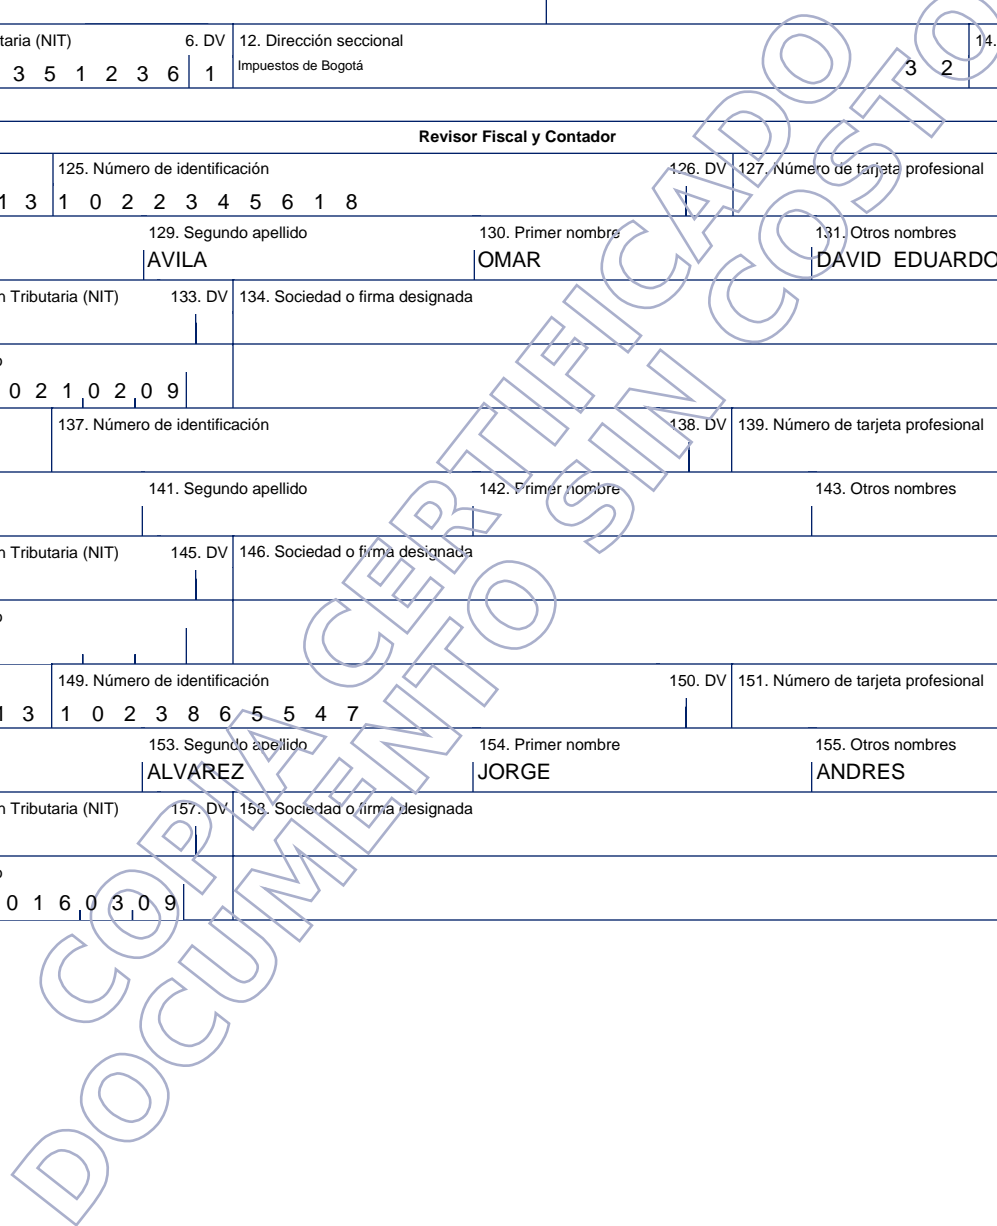 taria (NIT) 6. DV 12. Dirección seccional 14.
3 5 1 2 3 6 1 Impuestos de Bogotá 3 2
Revisor Fiscal y Contador
125. Número de identificación 126. DV 127. Número de tarjeta profesional
1 3 1 0 2 2 3 4 5 6 1 8
129. Segundo apellido 130. Primer nombre 131. Otros nombres
AVILA OMAR DAVID EDUARDO
n Tributaria (NIT) 133. DV 134. Sociedad o firma designada
o
0 2 1 0 2 0 9
137. Número de identificación 138. DV 139. Número de tarjeta profesional
141. Segundo apellido 142. Primer nombre 143. Otros nombres
n Tributaria (NIT) 145. DV 146. Sociedad o firma designada
o
149. Número de identificación 150. DV 151. Número de tarjeta profesional
1 3 1 0 2 3 8 6 5 5 4 7
153. Segundo apellido 154. Primer nombre 155. Otros nombres
ALVAREZ JORGE ANDRES
n Tributaria (NIT) 157. DV 158. Sociedad o firma designada
o
0 1 6 0 3 0 9
COPIA CERTIFICADO
DOCUMENTO SIN COSTO